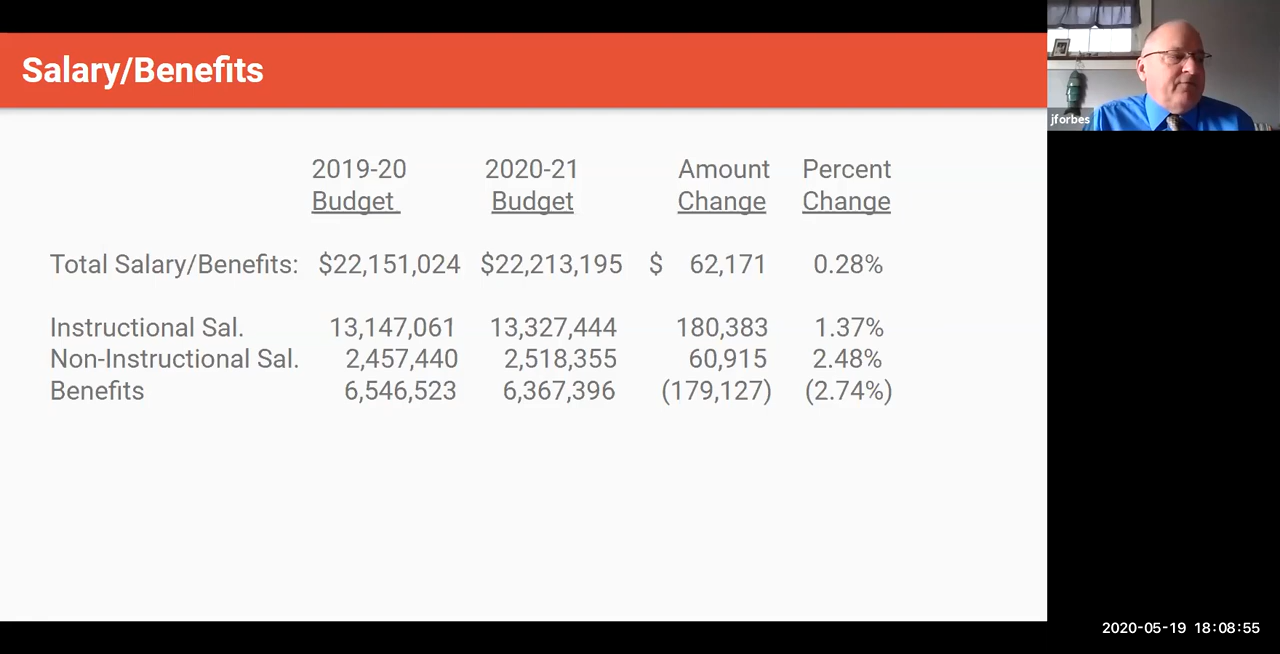 Salary/Benefits
jforbes
2019-20 2020-21 Amount Percent
Budget Budget Change Change
Total Salary/Benefits: $22,151,024 $22,213,195 $ 62,171 0.28%
Instructional Sal. 13,147,061 13,327,444 180,383 1.37%
Non-Instructional Sal. 2,457,440 2,518,355 60,915 2.48%
Benefits 6,546,523 6,367,396 (179,127) (2.74%)
2020-05-19 18:08:55